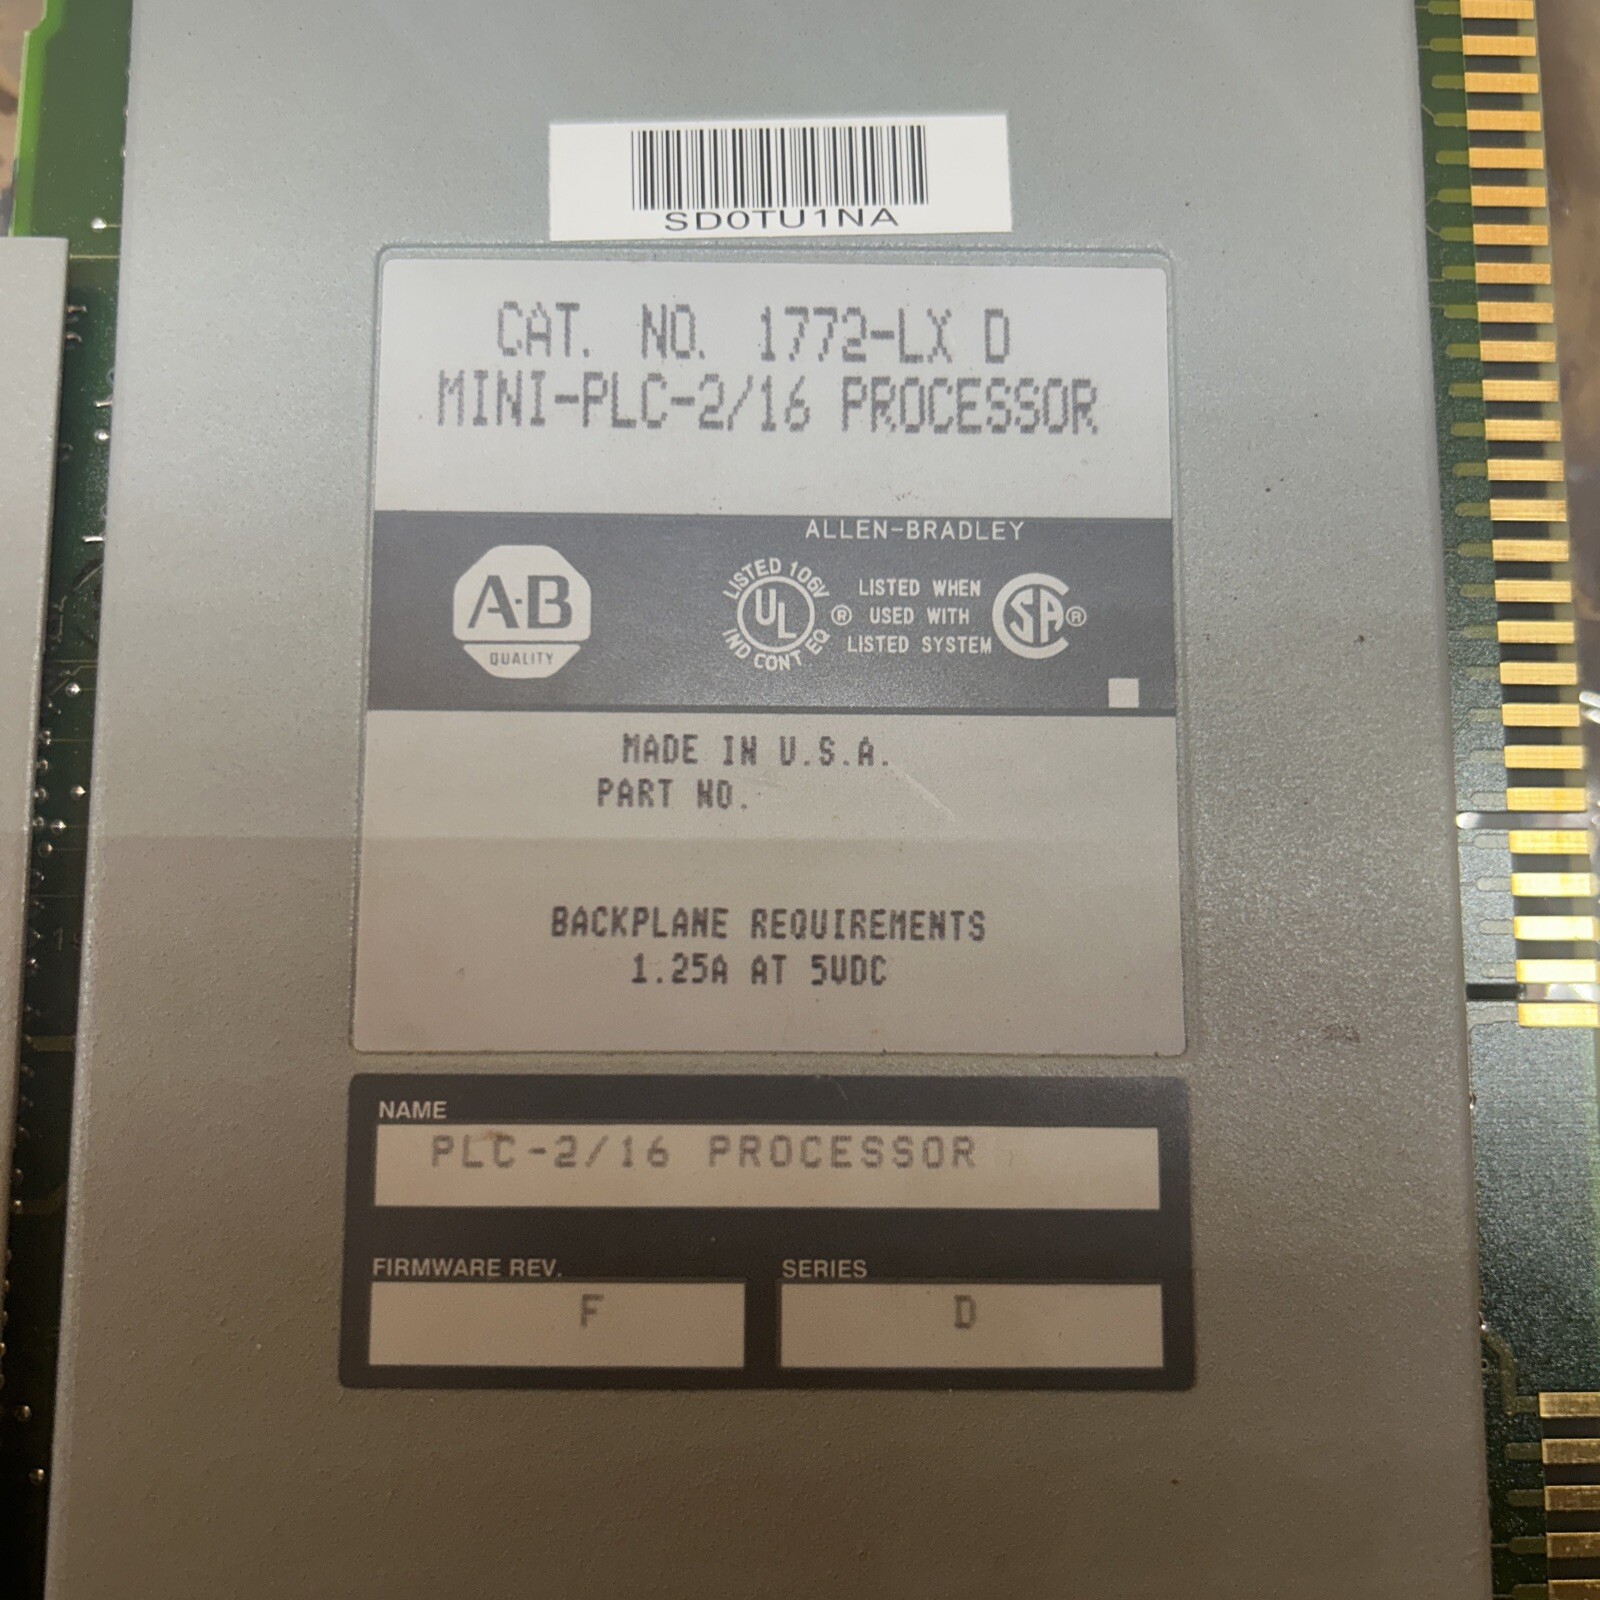 SD0TU1NA
CAT. NO. 1772-LX D
MINI-PLC-2/16 PROCESSOR
ALLEN-BRADLEY
A·B
QUALITY
LISTED 106V
UL
IND CONT EQ
®
LISTED WHEN
USED WITH
LISTED SYSTEM
SA
®
MADE IN U.S.A.
PART NO.
BACKPLANE REQUIREMENTS
1.25A AT 5VDC
NAME
PLC-2/16 PROCESSOR
FIRMWARE REV.
F
SERIES
D